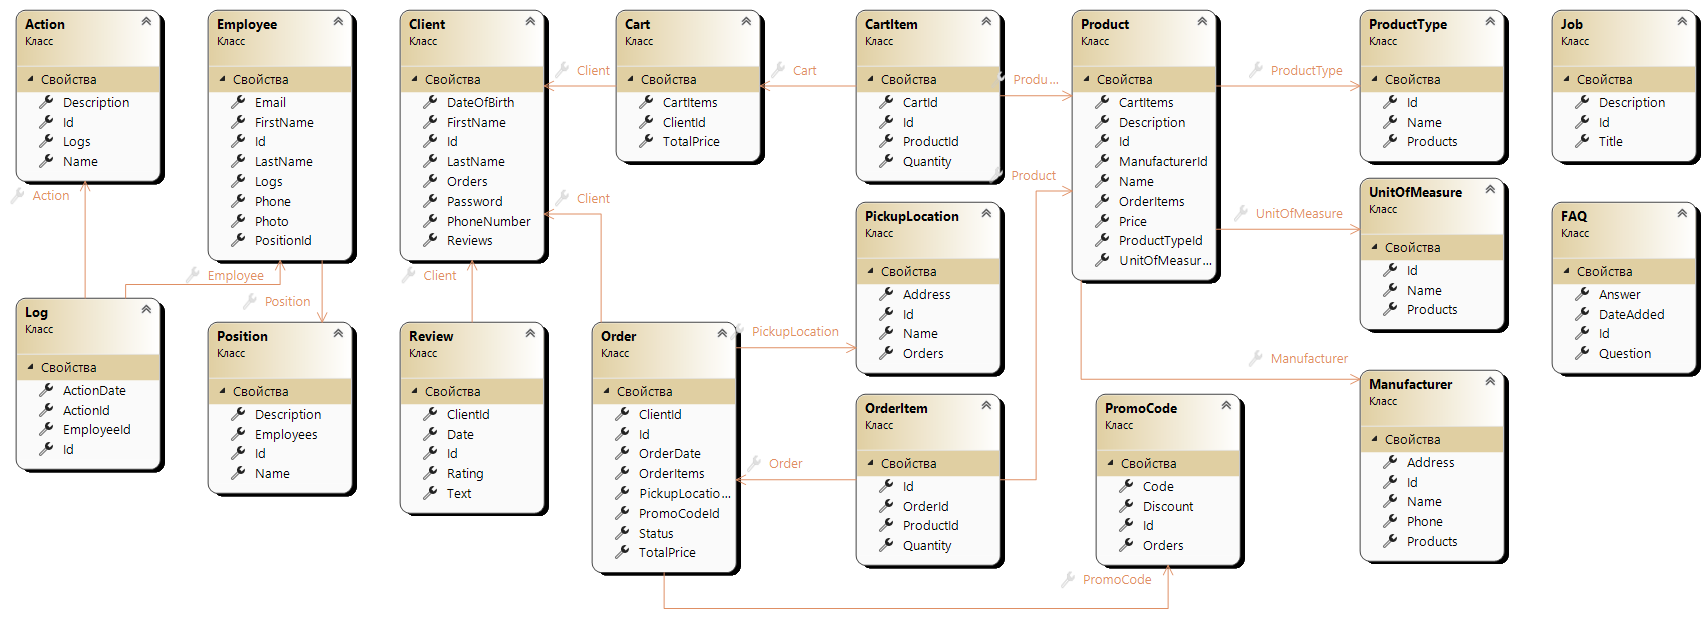 Action
Класс
Свойства
Description
Id
Logs
Name
Employee
Класс
Свойства
Email
FirstName
Id
LastName
Logs
Phone
Photo
PositionId
Client
Класс
Свойства
DateOfBirth
FirstName
Id
LastName
Orders
Password
PhoneNumber
Reviews
Client
Cart
Класс
Свойства
CartItems
ClientId
TotalPrice
Cart
CartItem
Класс
Свойства
CartId
Id
ProductId
Quantity
Produ...
Product
Класс
Свойства
CartItems
Description
Id
ManufacturerId
Name
OrderItems
Price
ProductTypeId
UnitOfMeasur...
ProductType
ProductType
Класс
Свойства
Id
Name
Products
Job
Класс
Свойства
Description
Id
Title
Action
Employee
Position
Client
Client
Product
PickupLocation
Класс
Свойства
Address
Id
Name
Orders
UnitOfMeasure
UnitOfMeasure
Класс
Свойства
Id
Name
Products
FAQ
Класс
Свойства
Answer
DateAdded
Id
Question
Log
Класс
Свойства
ActionDate
ActionId
EmployeeId
Id
Position
Класс
Свойства
Description
Employees
Id
Name
Review
Класс
Свойства
ClientId
Date
Id
Rating
Text
Order
Класс
Свойства
ClientId
Id
OrderDate
OrderItems
PickupLocatio...
PromoCodeId
Status
TotalPrice
PickupLocation
Order
OrderItem
Класс
Свойства
Id
OrderId
ProductId
Quantity
PromoCode
Класс
Свойства
Code
Discount
Id
Orders
PromoCode
Manufacturer
Manufacturer
Класс
Свойства
Address
Id
Name
Phone
Products